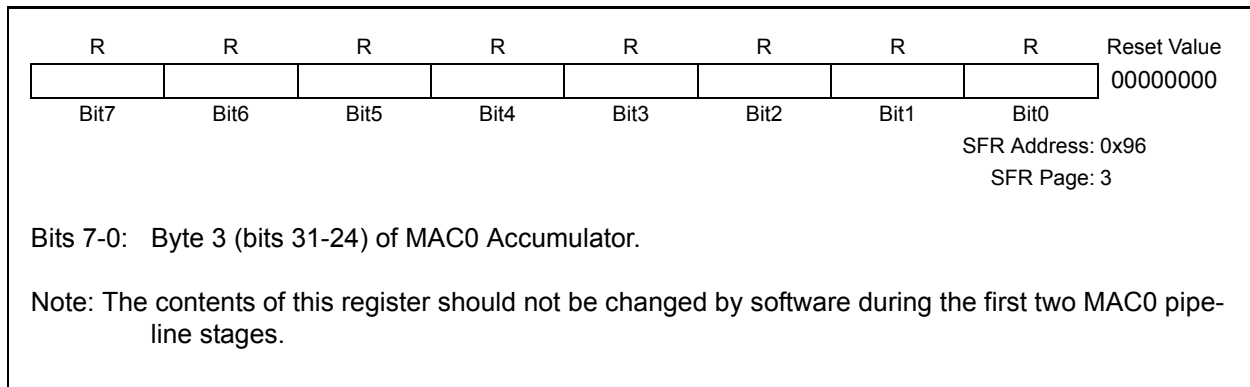 R R R R R R R R Reset Value
00000000
Bit7 Bit6 Bit5 Bit4 Bit3 Bit2 Bit1 Bit0
SFR Address: 0x96
SFR Page: 3
Bits 7-0: Byte 3 (bits 31-24) of MAC0 Accumulator.
Note: The contents of this register should not be changed by software during the first two MAC0 pipe-
line stages.